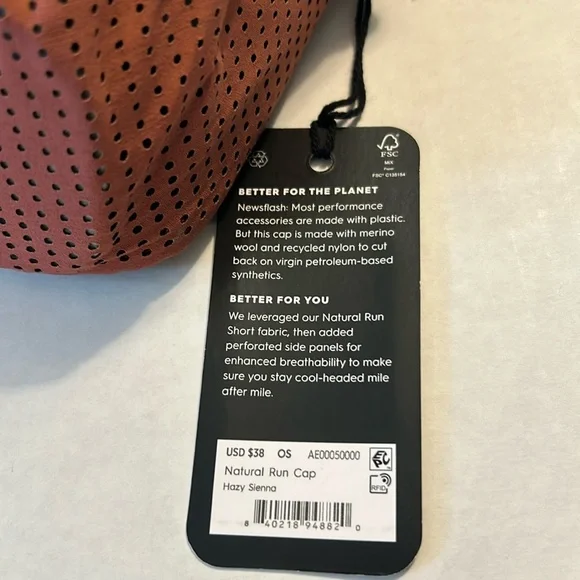 FSC
MIX
FSC® C135154
BETTER FOR THE PLANET
Newsflash: Most performance
accessories are made with plastic.
But this cap is made with merino
wool and recycled nylon to cut
back on virgin petroleum-based
synthetics.
BETTER FOR YOU
We leveraged our Natural Run
Short fabric, then added
perforated side panels for
enhanced breathability to make
sure you stay cool-headed mile
after mile.
USD $38 OS AE00050000
Natural Run Cap
Hazy Sienna
RFID
8 40218 94882 0